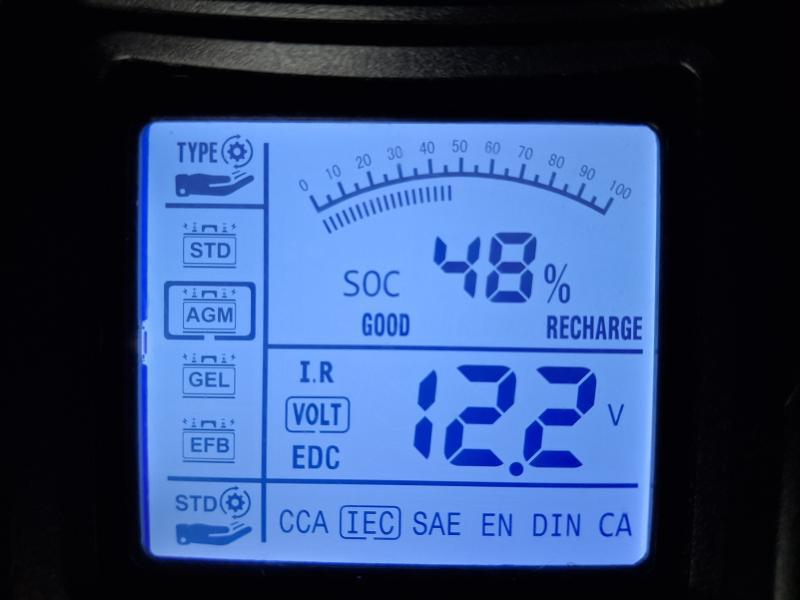 TYPE
0 10 20 30 40 50 60 70 80 90 100
STD
SOC 48%
AGM
GOOD RECHARGE
GEL
I.R
VOLT 12.2 V
EFB
EDC
STD
CCA IEC SAE EN DIN CA